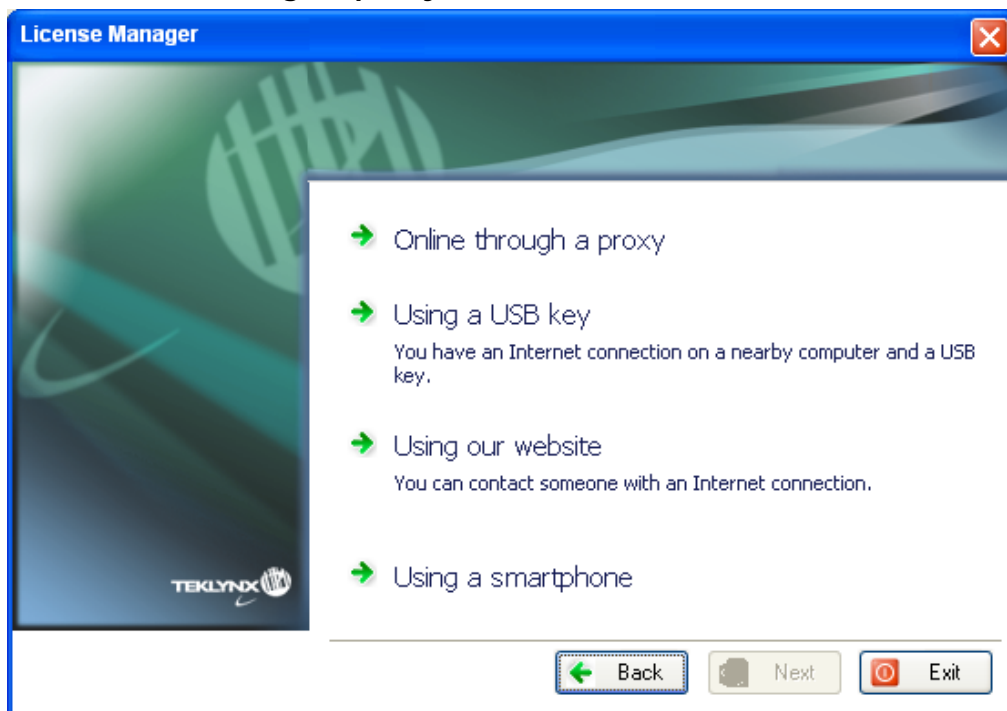 License Manager
Online through a proxy
Using a USB key
You have an Internet connection on a nearby computer and a USB
key.
Using our website
You can contact someone with an Internet connection.
Using a smartphone
TEKLYNX
Back
Next
Exit